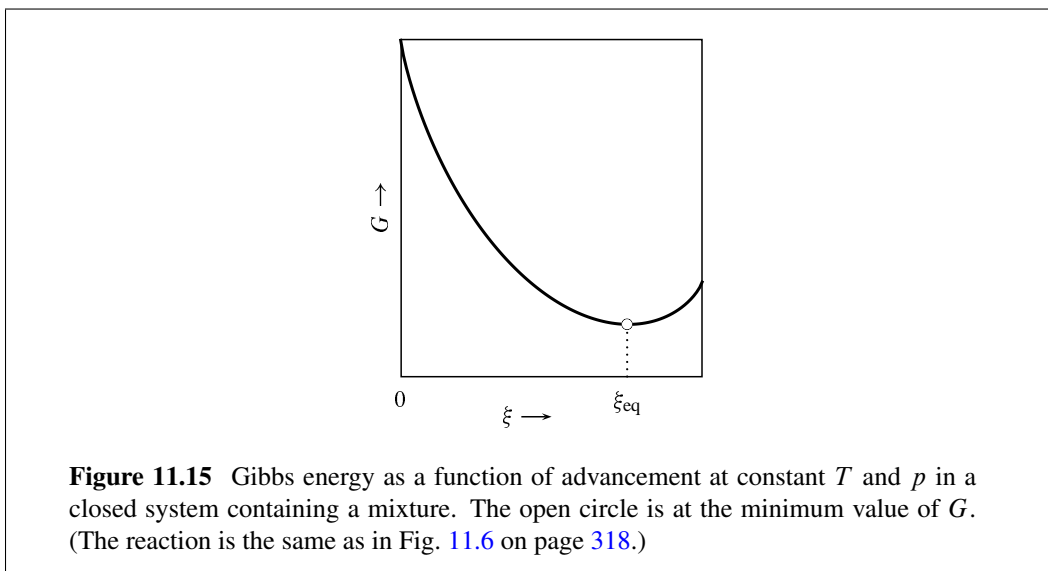 G →
0
ξeq
ξ →
Figure 11.15 Gibbs energy as a function of advancement at constant T and p in a
closed system containing a mixture. The open circle is at the minimum value of G.
(The reaction is the same as in Fig. 11.6 on page 318.)